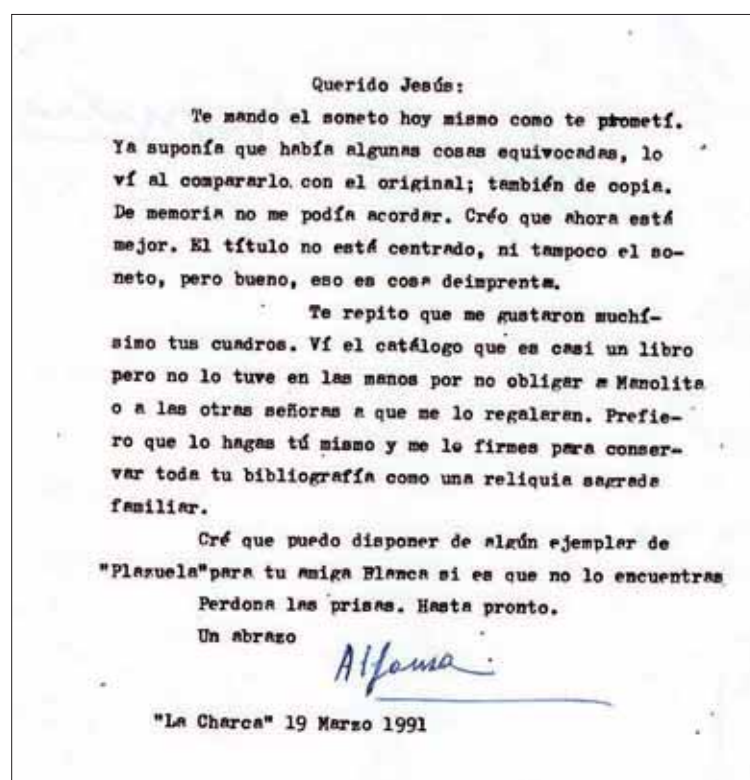 Querido Jesús:
Te mando el soneto hoy mismo como te prometí.
Ya suponía que había algunas cosas equivocadas, lo
ví al compararlo con el original; también de copia.
De memoria no me podía acordar. Créo que ahora está
mejor. El título no está centrado, ni tampoco el so-
neto, pero bueno, eso es cosa deimprenta.
Te repito que me gustaron muchí-
simo tus cuadros. Ví el catálogo que es casi un libro
pero no lo tuve en las manos por no obligar a Manolita
o a las otras señoras a que me lo regalaran. Prefie-
ro que lo hagas tú mismo y me lo firmes para conser-
var toda tu bibliografía como una reliquia sagrada
familiar.
Cré que puedo disponer de algún ejemplar de
"Plazuela"para tu amiga Blanca si es que no lo encuentras
Perdona las prisas. Hasta pronto.
Un abrazo
Alfonsa
"La Charca" 19 Marzo 1991